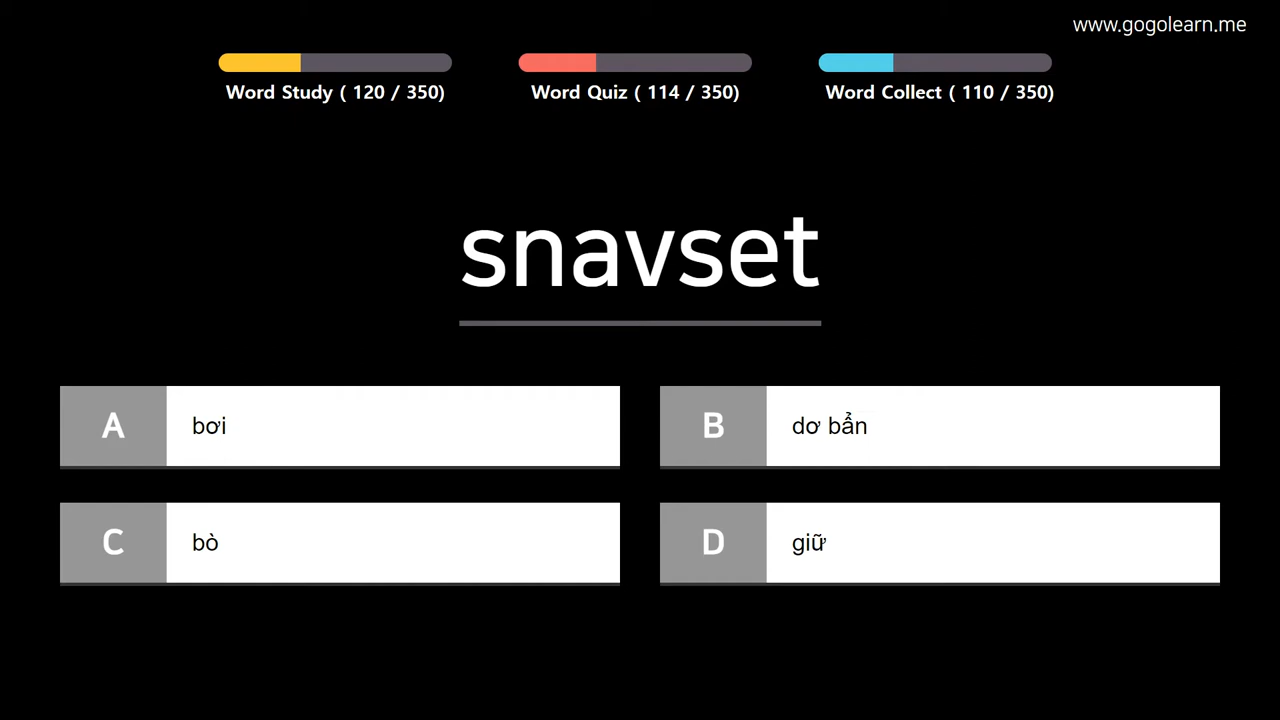 www.gogolearn.me
Word Study ( 120 / 350)
Word Quiz ( 114 / 350)
Word Collect ( 110 / 350)
snavset
A bơi
B dơ bẩn
C bò
D giữ